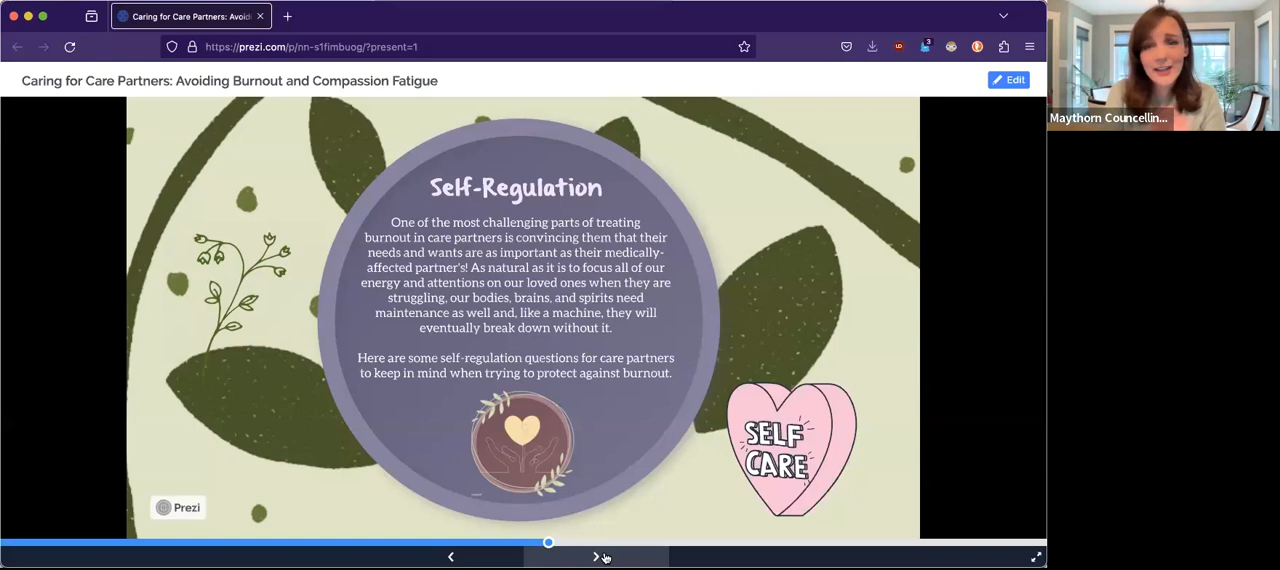 Caring for Care Partners: Avoidi
https://prezi.com/p/nn-s1fimbuog/?present=1
3
Caring for Care Partners: Avoiding Burnout and Compassion Fatigue
Edit
Maythorn Councellin...
Self-Regulation
One of the most challenging parts of treating
burnout in care partners is convincing them that their
needs and wants are as important as their medically-
affected partner's! As natural as it is to focus all of our
energy and attentions on our loved ones when they are
struggling, our bodies, brains, and spirits need
maintenance as well and, like a machine, they will
eventually break down without it.
Here are some self-regulation questions for care partners
to keep in mind when trying to protect against burnout.
SELF
CARE
Prezi